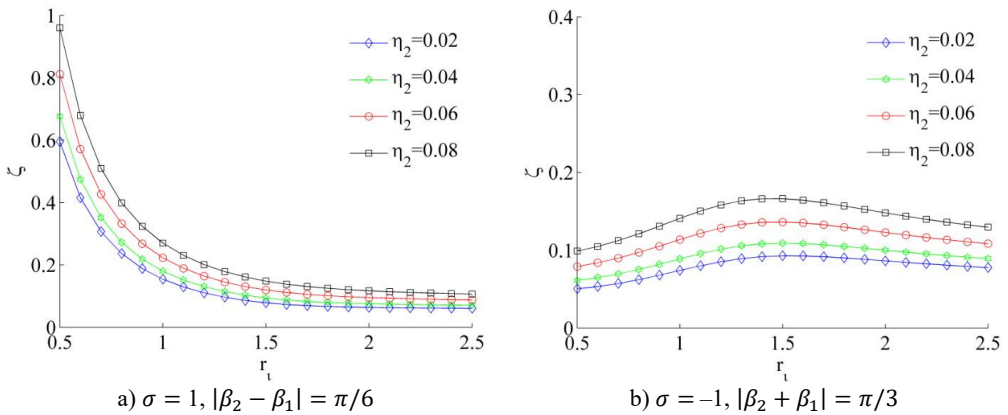 1
0.8
0.6
0.4
0.2
0
ζ
0.5
1
1.5
2
2.5
r_ι
η₂=0.02
η₂=0.04
η₂=0.06
η₂=0.08
a) σ = 1, |β₂ − β₁| = π/6
0.4
0.3
0.2
0.1
0
ζ
0.5
1
1.5
2
2.5
r_ι
η₂=0.02
η₂=0.04
η₂=0.06
η₂=0.08
b) σ = –1, |β₂ + β₁| = π/3